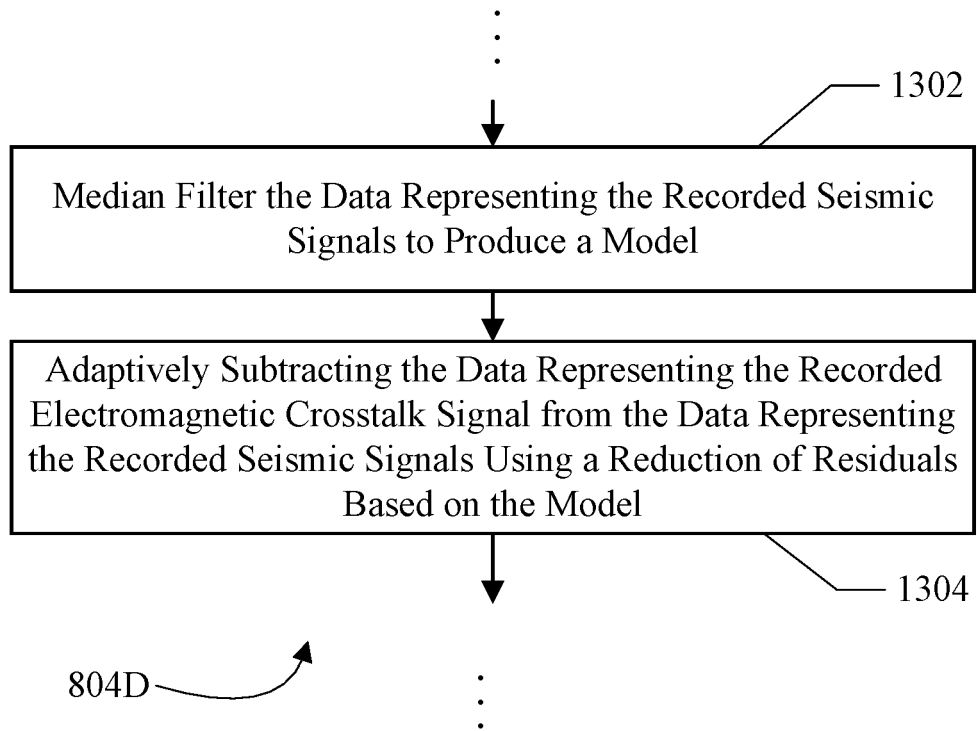 1302
Median Filter the Data Representing the Recorded Seismic
Signals to Produce a Model
Adaptively Subtracting the Data Representing the Recorded
Electromagnetic Crosstalk Signal from the Data Representing
the Recorded Seismic Signals Using a Reduction of Residuals
Based on the Model
1304
804D